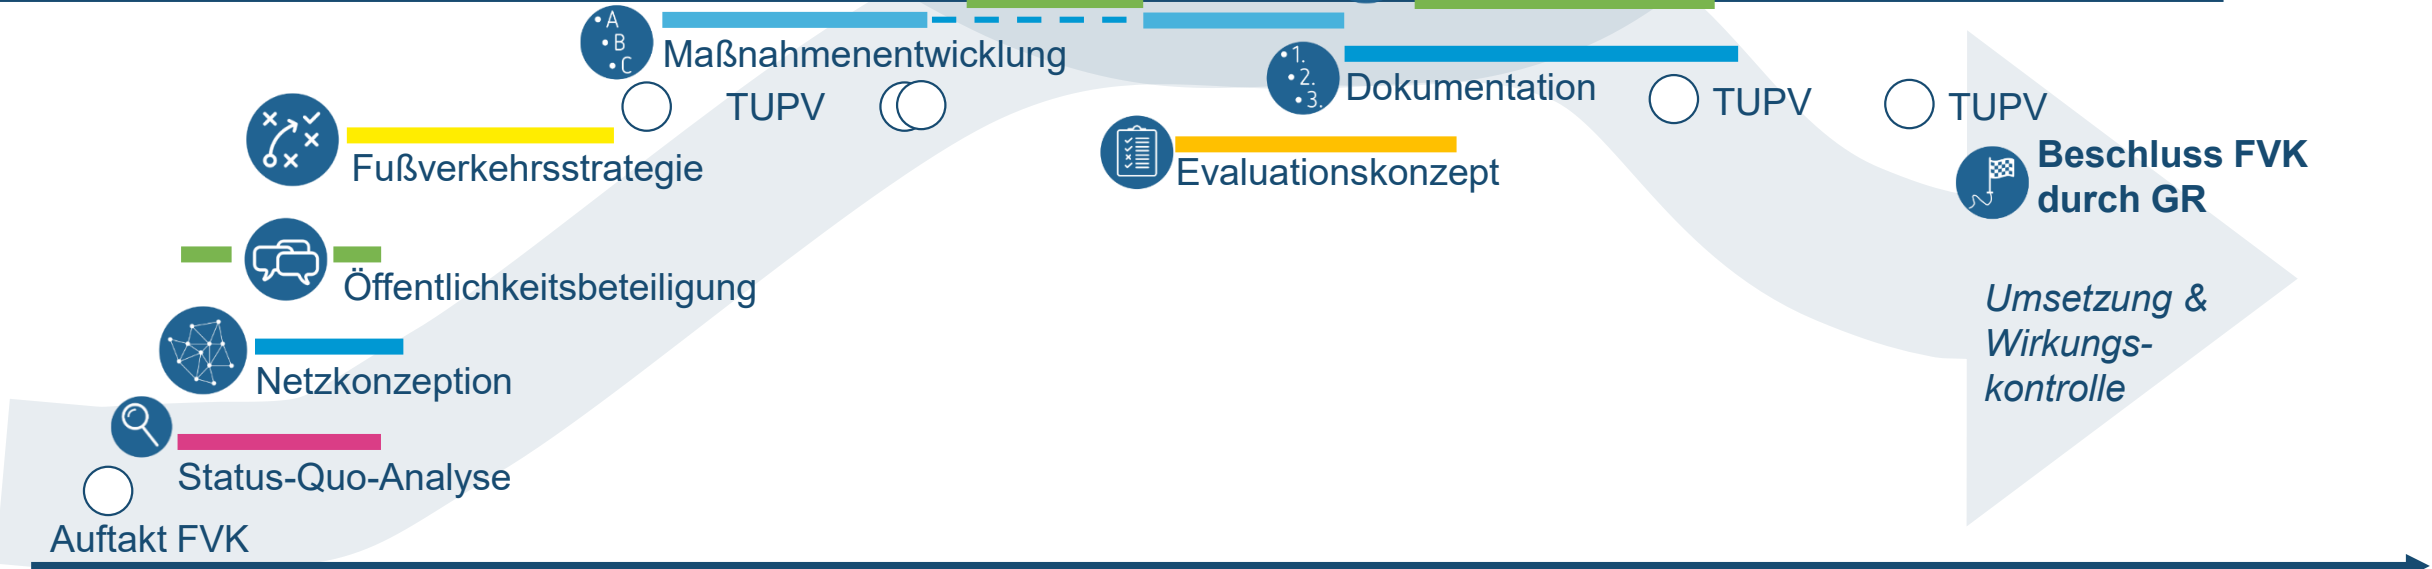 A
B
C
Maßnahmenentwicklung
1.
2.
3.
Dokumentation
TUPV
TUPV
TUPV
Fußverkehrsstrategie
Evaluationskonzept
Beschluss FVK
durch GR
Öffentlichkeitsbeteiligung
Umsetzung &
Wirkungs-
kontrolle
Netzkonzeption
Status-Quo-Analyse
Auftakt FVK